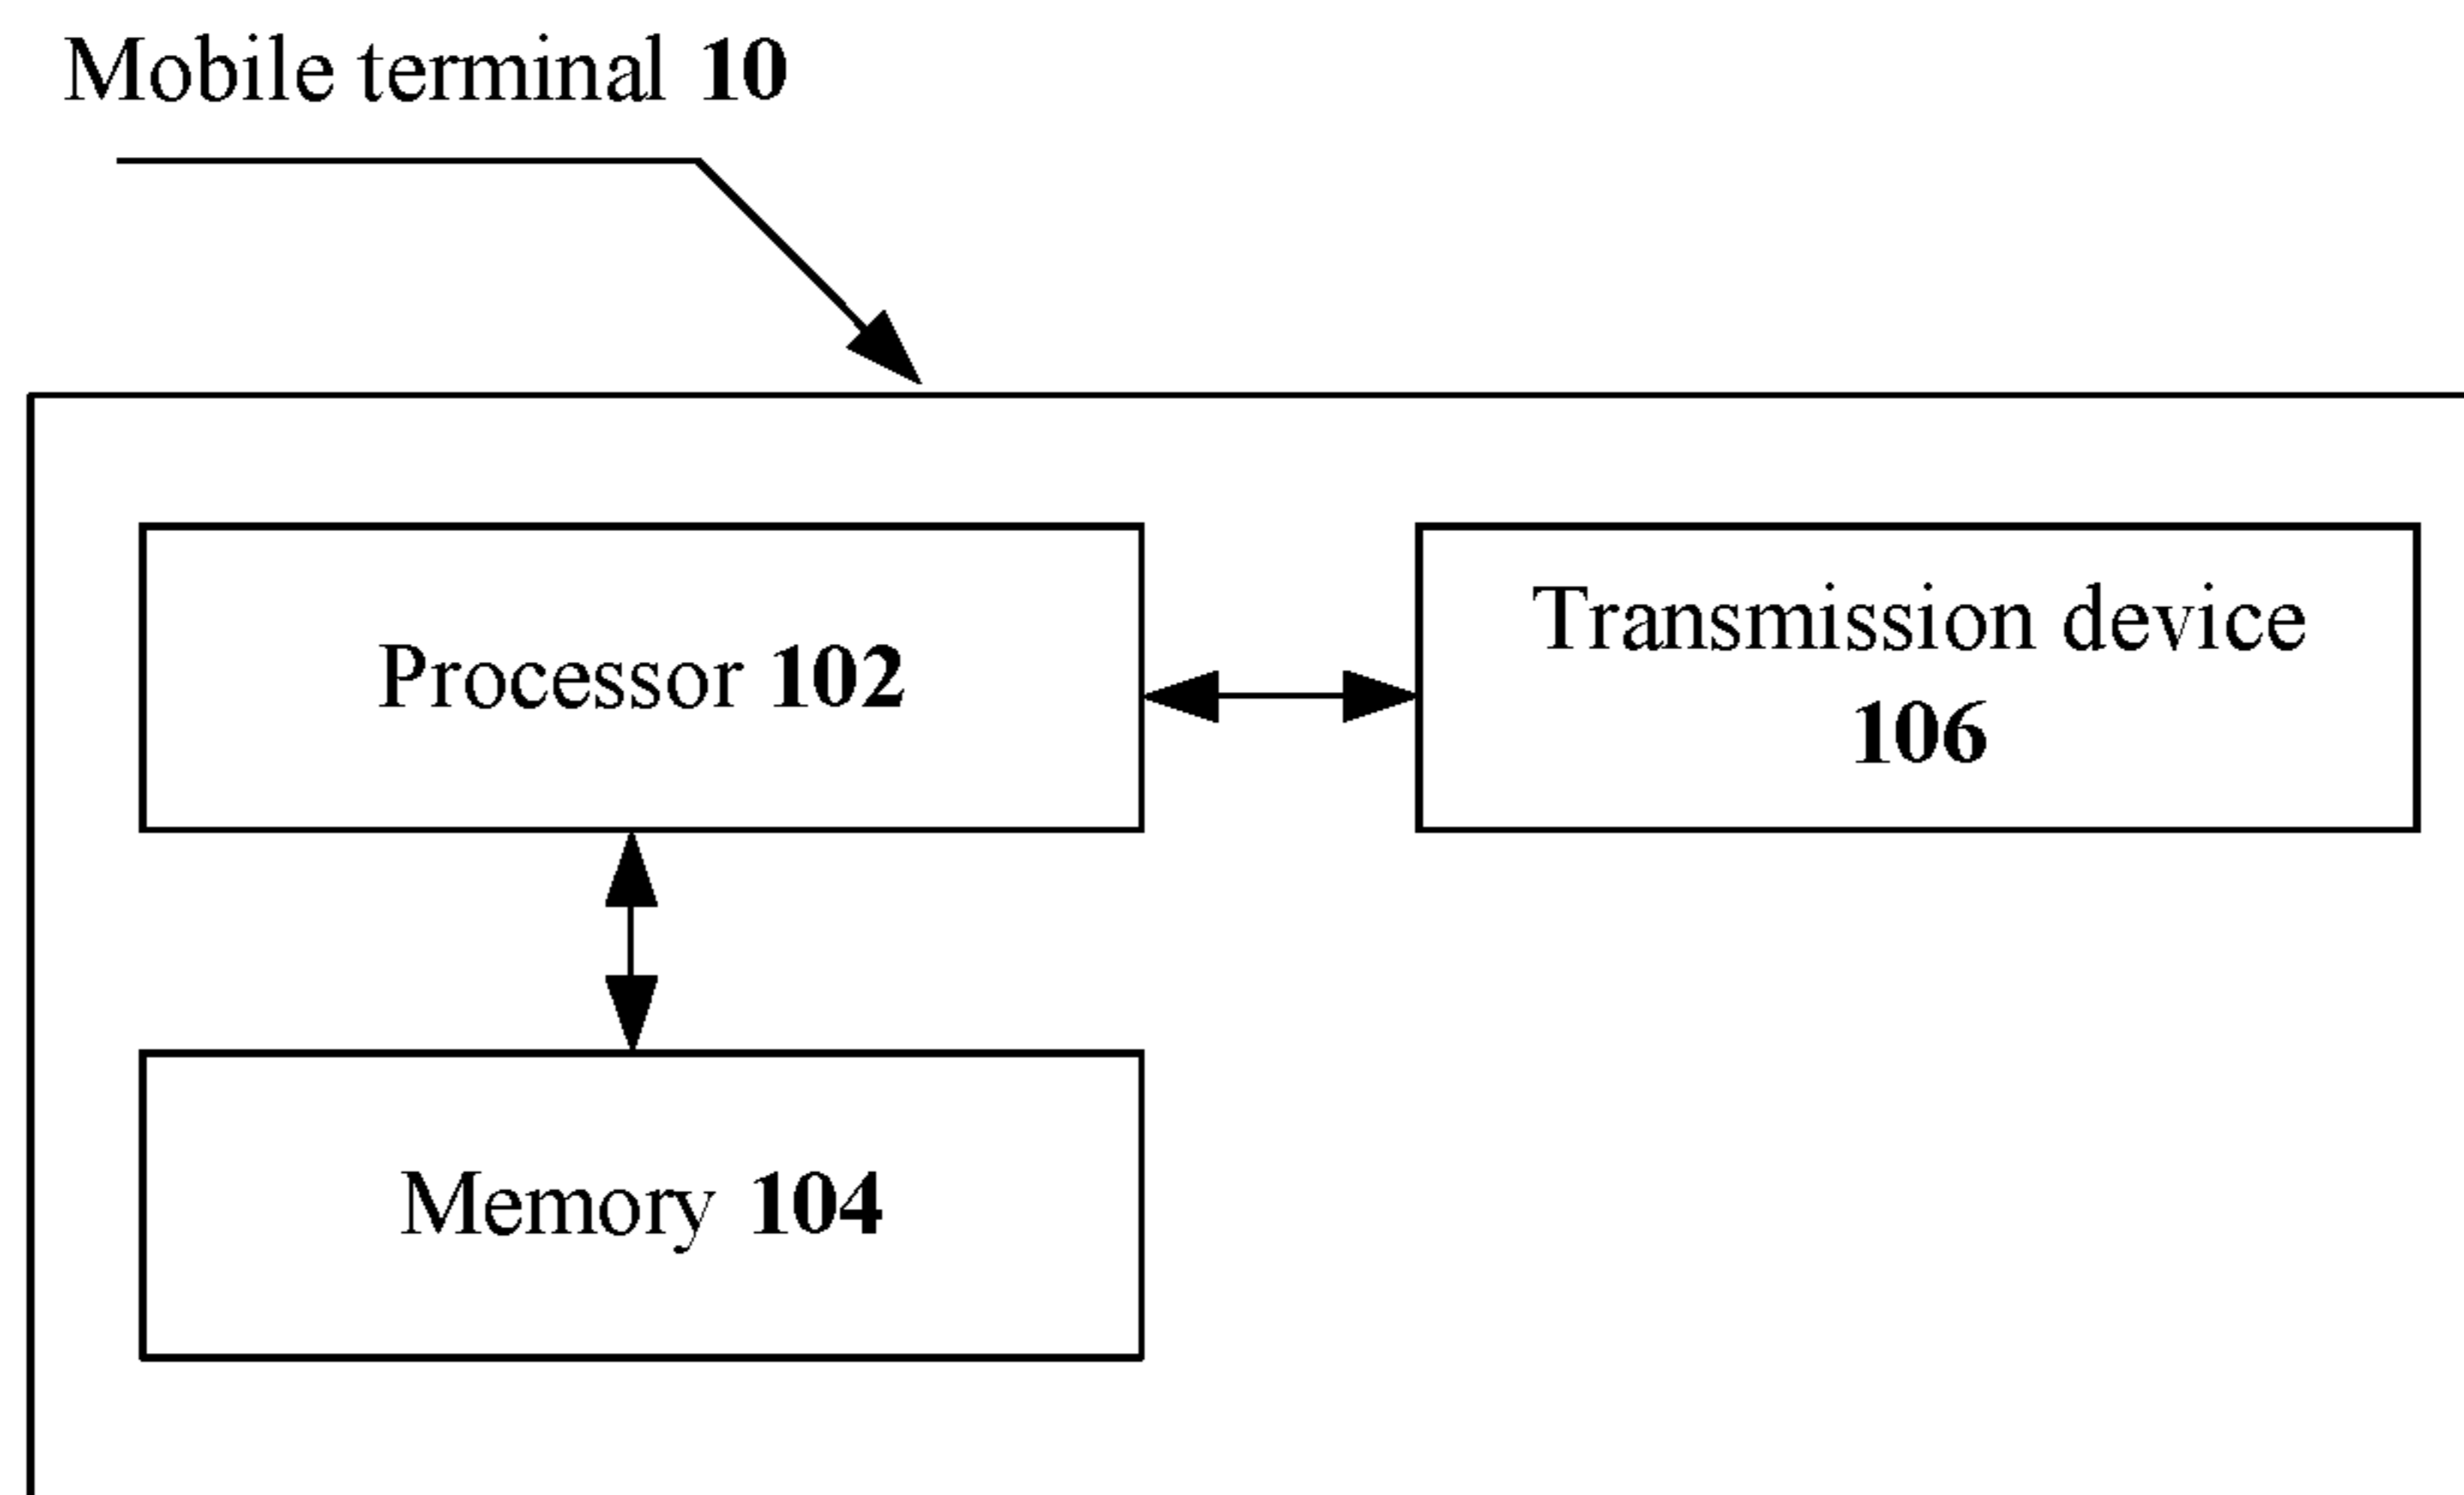 Mobile terminal 10
Processor 102
Transmission device
106
Memory 104